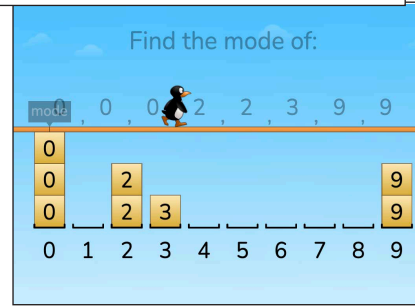 Find the mode of:
mode
0, 0, 0, 2, 2, 3, 9, 9
0
0 2 9
0 2 3 9
0 1 2 3 4 5 6 7 8 9